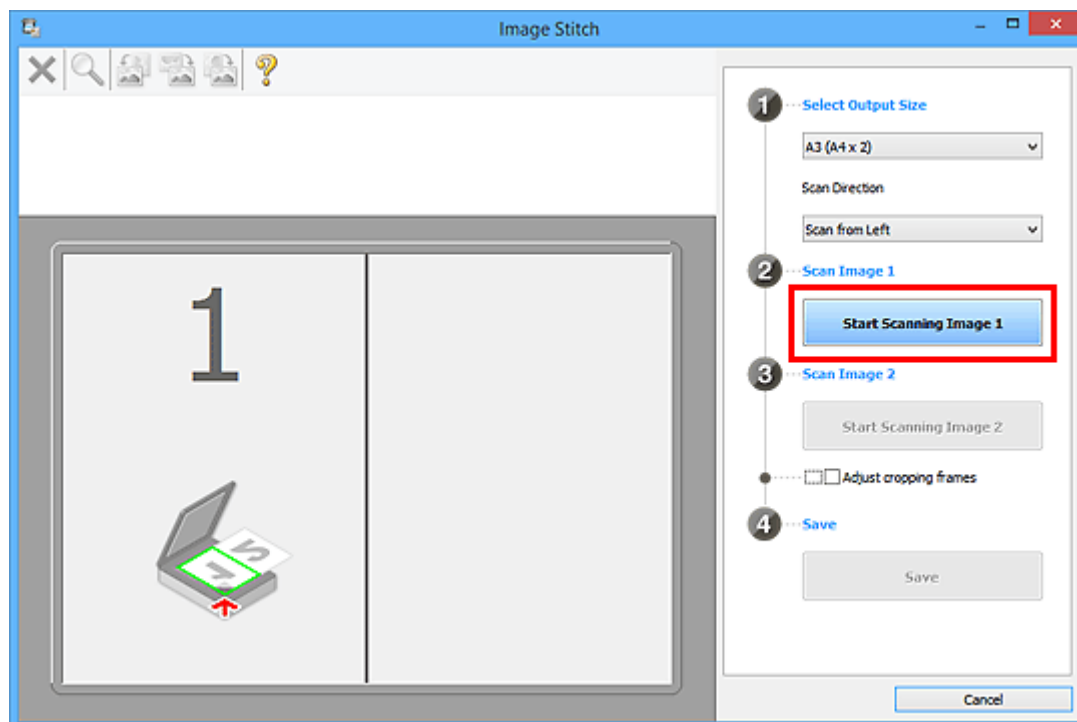 Image Stitch
1
Select Output Size
A3 (A4 x 2)
Scan Direction
Scan from Left
2
Scan Image 1
Start Scanning Image 1
3
Scan Image 2
Start Scanning Image 2
Adjust cropping frames
4
Save
Save
Cancel
1